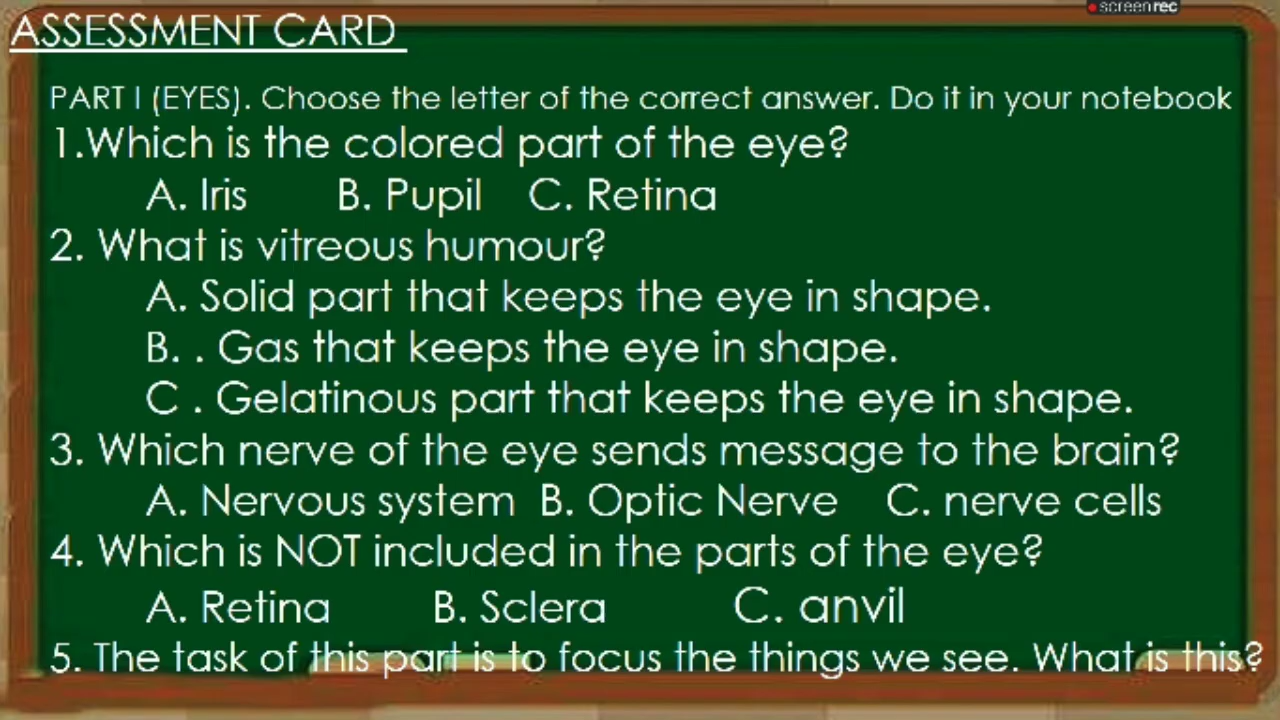 screenrec
ASSESSMENT CARD
PART I (EYES). Choose the letter of the correct answer. Do it in your notebook
1.Which is the colored part of the eye?
A. Iris B. Pupil C. Retina
2. What is vitreous humour?
A. Solid part that keeps the eye in shape.
B. . Gas that keeps the eye in shape.
C . Gelatinous part that keeps the eye in shape.
3. Which nerve of the eye sends message to the brain?
A. Nervous system B. Optic Nerve C. nerve cells
4. Which is NOT included in the parts of the eye?
A. Retina B. Sclera C. anvil
5. The task of this part is to focus the things we see. What is this?